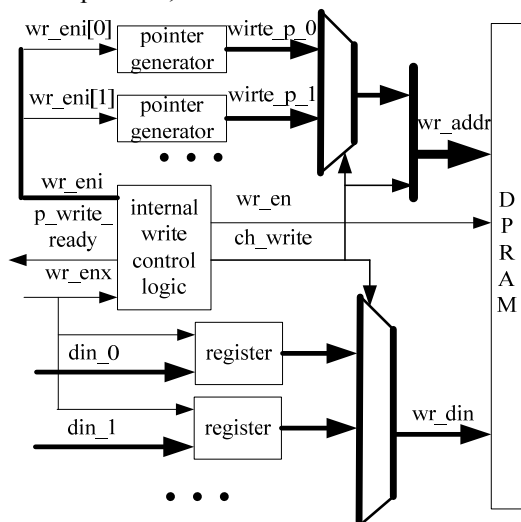 wr_eni[0]
pointer
generator
wirte_p_0
wr_eni[1]
pointer
generator
wirte_p_1
wr_addr
wr_eni
p_write_
ready
wr_enx
internal
write
control
logic
wr_en
ch_write
DPRAM
din_0
register
din_1
register
wr_din